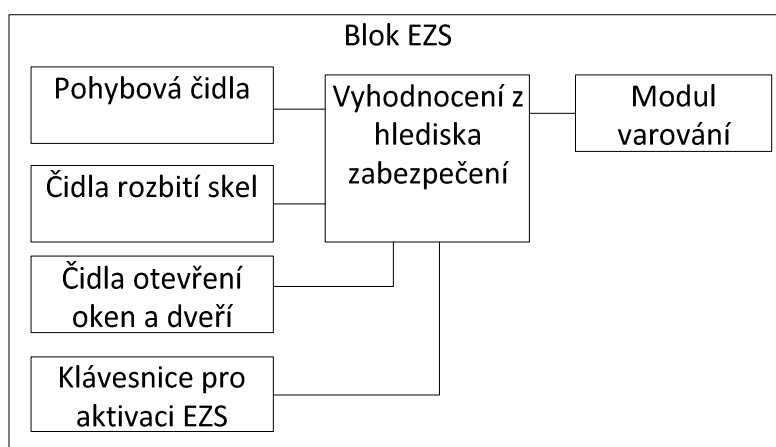 Blok EZS
Pohybová čidla
Čidla rozbití skel
Čidla otevření
oken a dveří
Klávesnice pro
aktivaci EZS
Vyhodnocení z
hlediska
zabezpečení
Modul
varování